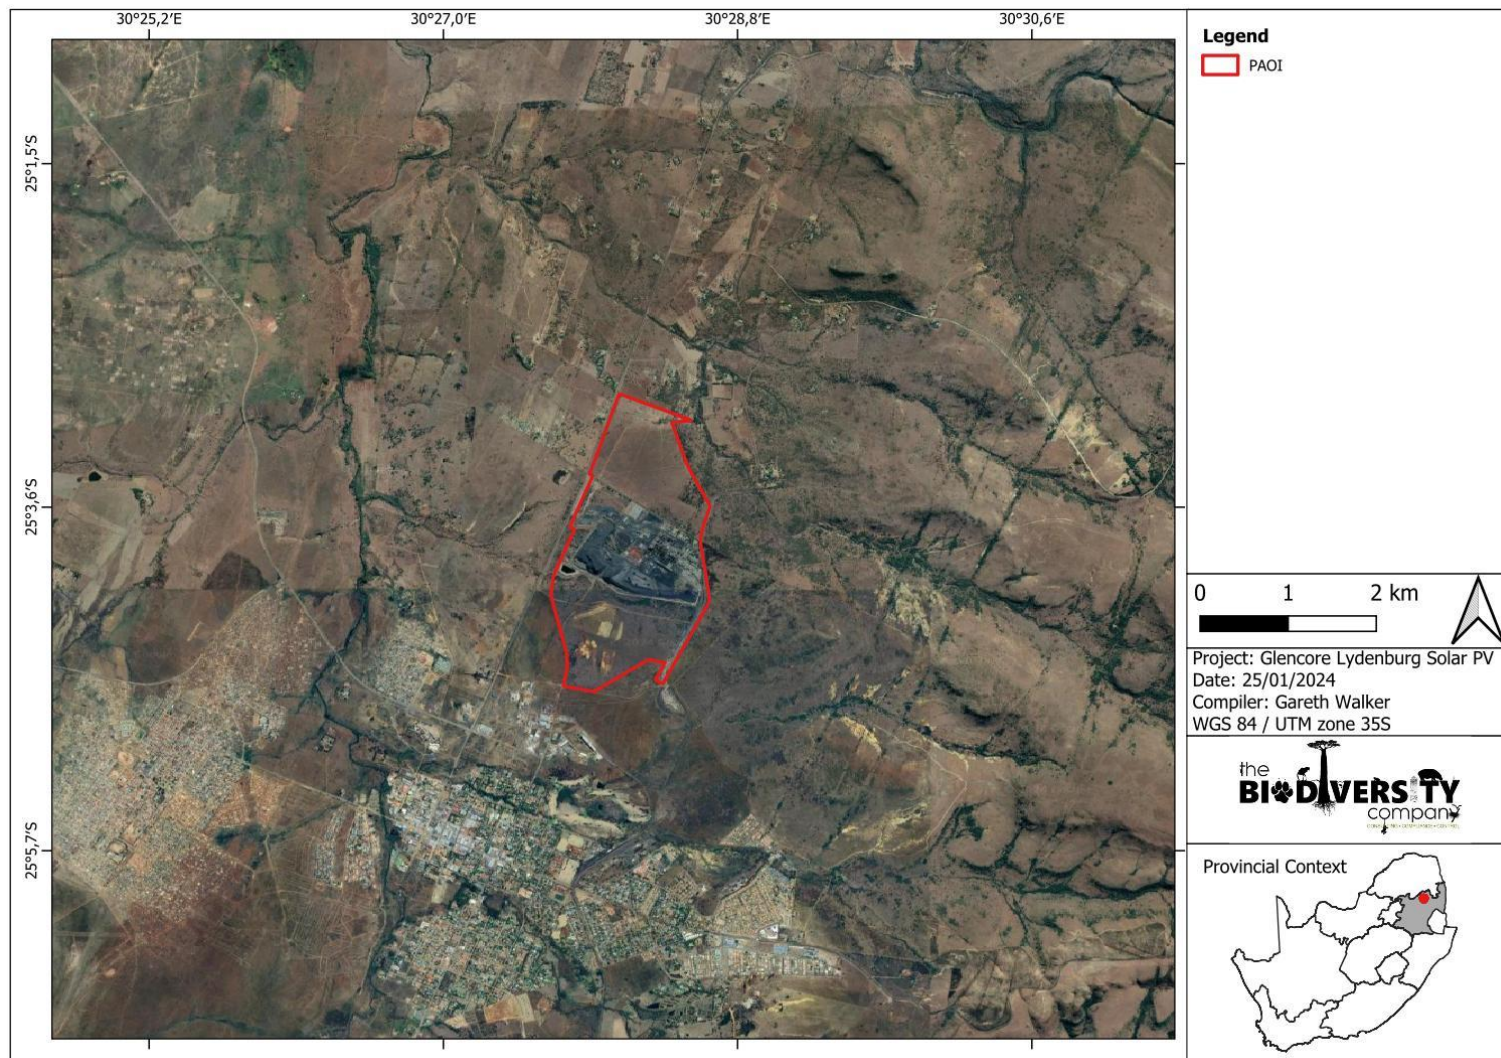 30°25,2'E 30°27,0'E 30°28,8'E 30°30,6'E
25°1,5'S
25°3,6'S
25°5,7'S
Legend
PAOI
0 1 2 km
Project: Glencore Lydenburg Solar PV
Date: 25/01/2024
Compiler: Gareth Walker
WGS 84 / UTM zone 35S
the
BIODIVERSITY
company
Provincial Context